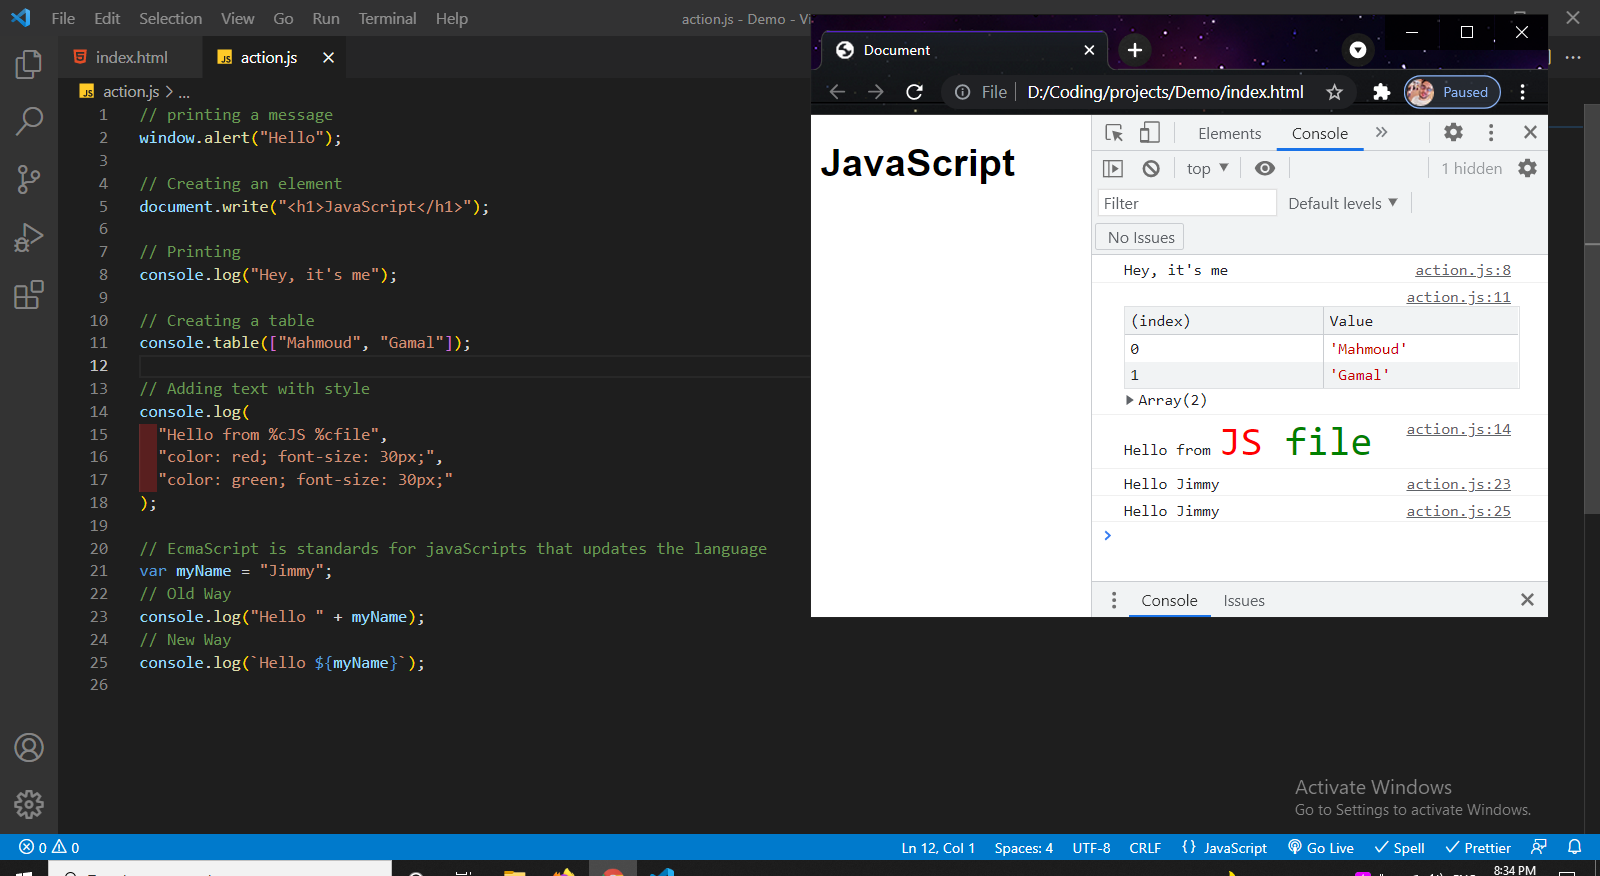 File Edit Selection View Go Run Terminal Help
action.js - Demo - Vi
index.html
action.js
action.js > ...
1 // printing a message
2 window.alert("Hello");
3
4 // Creating an element
5 document.write("<h1>JavaScript</h1>");
6
7 // Printing
8 console.log("Hey, it's me");
9
10 // Creating a table
11 console.table(["Mahmoud", "Gamal"]);
12
13 // Adding text with style
14 console.log(
15 "Hello from %cJS %cfile",
16 "color: red; font-size: 30px;",
17 "color: green; font-size: 30px;"
18 );
19
20 // EcmaScript is standards for javaScripts that updates the language
21 var myName = "Jimmy";
22 // Old Way
23 console.log("Hello " + myName);
24 // New Way
25 console.log(`Hello ${myName}`);
26
Document
File D:/Coding/projects/Demo/index.html
Paused
JavaScript
Elements Console
top
1 hidden
Filter
Default levels
No Issues
Hey, it's me action.js:8
action.js:11
(index) Value
0 'Mahmoud'
1 'Gamal'
Array(2)
Hello from JS file action.js:14
Hello Jimmy action.js:23
Hello Jimmy action.js:25
Console Issues
Activate Windows
Go to Settings to activate Windows.
0 0
Ln 12, Col 1 Spaces: 4 UTF-8 CRLF {} JavaScript Go Live Spell Prettier
8:34 PM